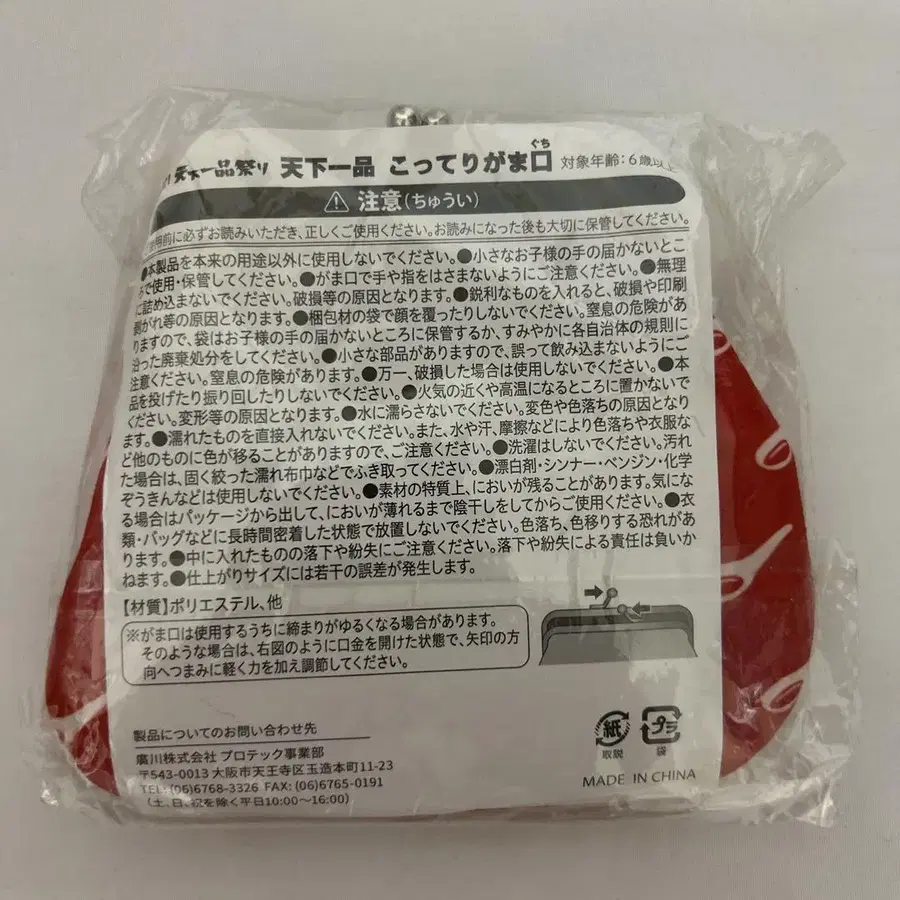 天下一品祭り 天下一品 こってりがま口 対象年齢:6歳以上
ぐち
⚠ 注意(ちゅうい)
使用前に必ずお読みいただき、正しくご使用ください。お読みになった後も大切に保管してください。
●本製品を本来の用途以外に使用しないでください。●小さなお子様の手の届かないとこ
ろで使用・保管してください。●がま口で手や指をはさまないようにご注意ください。●無理
に詰め込まないでください。破損等の原因となります。●鋭利なものを入れると、破損や印刷
剥がれ等の原因となります。●梱包材の袋で顔を覆ったりしないでください。窒息の危険があ
りますので、袋はお子様の手の届かないところに保管するか、すみやかに各自治体の規則に
沿った廃棄処分をしてください。●小さな部品がありますので、誤って飲み込まないようにご
注意ください。窒息の危険があります。●万一、破損した場合は使用しないでください。●本
品を投げたり振り回したりしないでください。●火気の近くや高温になるところに置かないで
ください。変形等の原因となります。●水に濡らさないでください。変色や色落ちの原因となり
ます。●濡れたものを直接入れないでください。また、水や汗、摩擦などにより色落ちや衣服な
ど他のものに色が移ることがありますので、ご注意ください。●洗濯はしないでください。汚れ
た場合は、固く絞った濡れ布巾などでふき取ってください。●漂白剤・シンナー・ベンジン・化学
ぞうきんなどは使用しないでください。●素材の特質上、においが残ることがあります。気にな
る場合はパッケージから出して、においが薄れるまで陰干しをしてからご使用ください。●衣
類・バッグなどに長時間密着した状態で放置しないでください。色落ち、色移りする恐れがあ
ります。●中に入れたものの落下や紛失にご注意ください。落下や紛失による責任は負いか
ねます。●仕上がりサイズには若干の誤差が発生します。
【材質】ポリエステル、他
※がま口は使用するうちに締まりがゆるくなる場合があります。
そのような場合は、右図のように口金を開けた状態で、矢印の方
向へつまみに軽く力を加え調節してください。
製品についてのお問い合わせ先
廣川株式会社 プロテック事業部
〒543-0013 大阪市天王寺区玉造本町11-23
TEL:(06)6768-3326 FAX:(06)6765-0191
(土、日、祝を除く平日10:00〜16:00)
紙 プラ
取説 袋
MADE IN CHINA